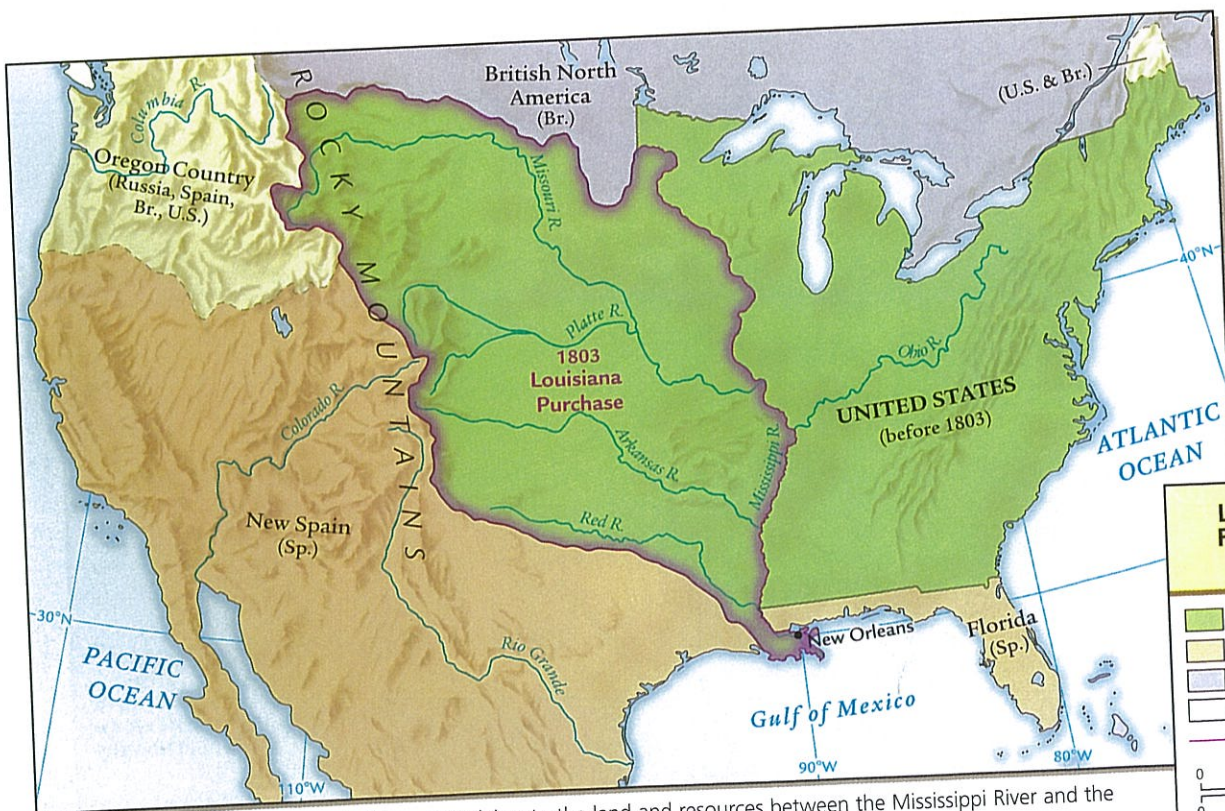 British North
America
(Br.)
(U.S. & Br.)
ROCKY MOUNTAINS
Columbia R.
Oregon Country
(Russia, Spain,
Br., U.S.)
Missouri R.
40°N
Platte R.
1803
Louisiana
Purchase
Ohio R.
UNITED STATES
(before 1803)
Colorado R.
Arkansas R.
Mississippi R.
ATLANTIC
OCEAN
New Spain
(Sp.)
Red R.
30°N
New Orleans
Florida
(Sp.)
PACIFIC
OCEAN
Rio Grande
Gulf of Mexico
110°W
90°W
80°W
L
0
0
the land and resources between the Mississippi River and the